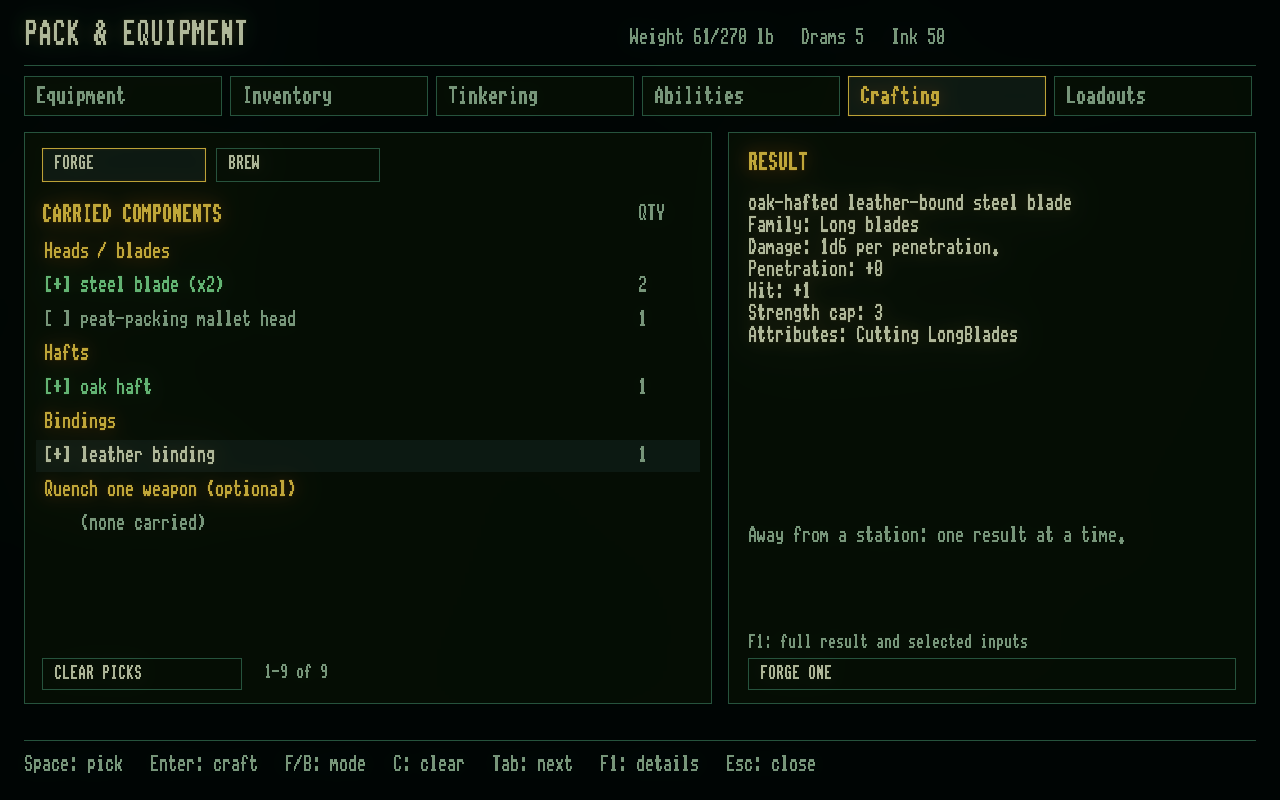 PACK & EQUIPMENT
Weight 61/270 lb   Drams 5   Ink 50
Equipment   Inventory   Tinkering   Abilities   Crafting   Loadouts
FORGE   BREW
CARRIED COMPONENTS   QTY
Heads / blades
[+] steel blade (x2)   2
[ ] peat-packing mallet head   1
Hafts
[+] oak haft   1
Bindings
[+] leather binding   1
Quench one weapon (optional)
(none carried)
CLEAR PICKS   1-9 of 9
RESULT
oak-hafted leather-bound steel blade
Family: Long blades
Damage: 1d6 per penetration.
Penetration: +0
Hit: +1
Strength cap: 3
Attributes: Cutting LongBlades
Away from a station: one result at a time.
F1: full result and selected inputs
FORGE ONE
Space: pick   Enter: craft   F/B: mode   C: clear   Tab: next   F1: details   Esc: close